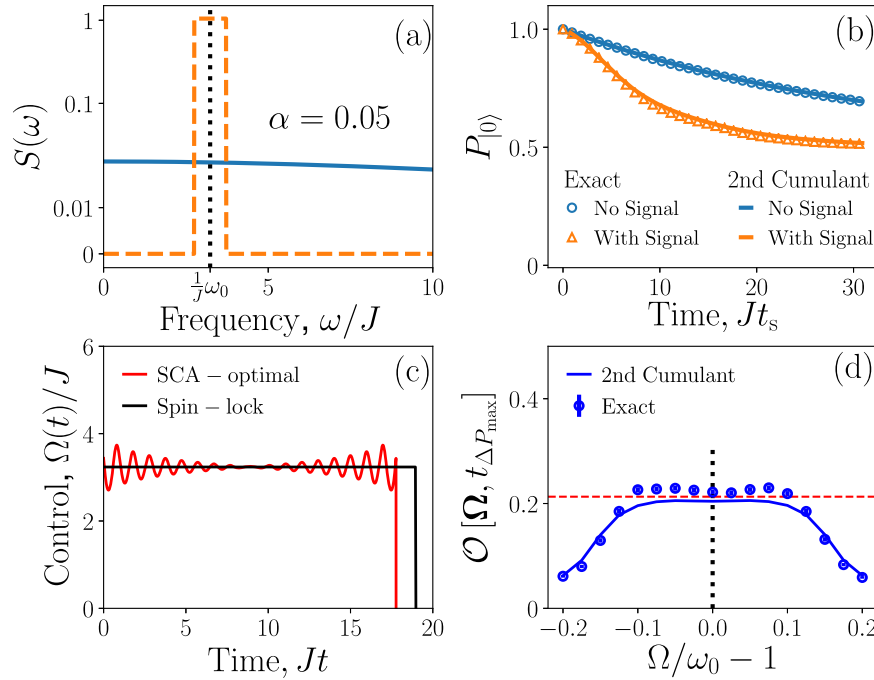 (a)
S(ω)
1
0.1
0.01
0
α = 0.05
0
1/J ω₀
5
10
Frequency, ω/J
(b)
P|0⟩
1.0
0.5
0
Exact
No Signal
With Signal
2nd Cumulant
No Signal
With Signal
0
10
20
30
Time, Jtₛ
(c)
Control, Ω(t)/J
6
4
2
0
SCA − optimal
Spin − lock
0
5
10
15
20
Time, Jt
(d)
𝒪[Ω, t_ΔPmax]
0.4
0.2
0
2nd Cumulant
Exact
−0.2
−0.1
0.0
0.1
0.2
Ω/ω₀ − 1